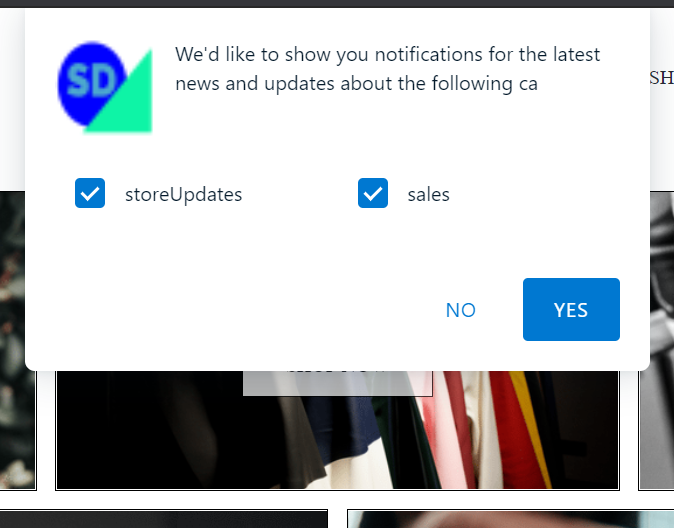 We'd like to show you notifications for the latest
SD
news and updates about the following ca
SH
storeUpdates
sales
NO
YES